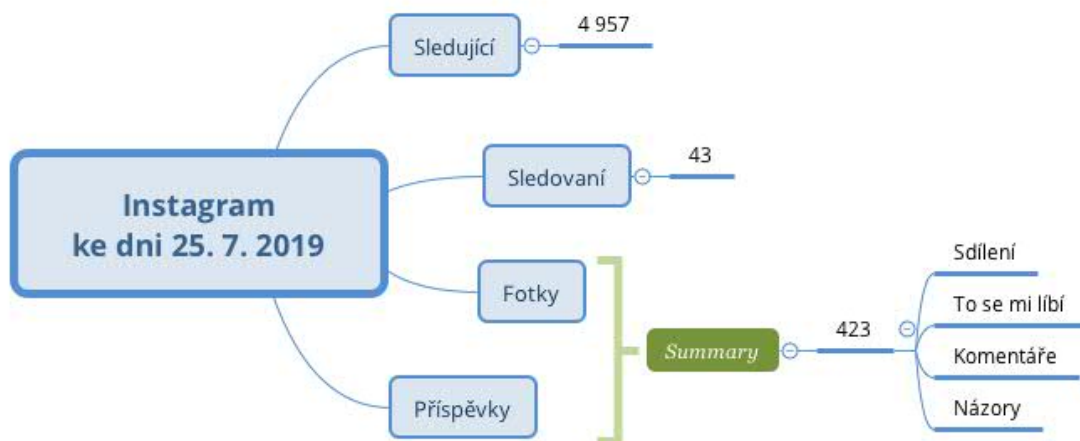 Instagram
ke dni 25. 7. 2019
Sledující
4 957
Sledovaní
43
Fotky
Příspěvky
Summary
423
Sdílení
To se mi líbí
Komentáře
Názory